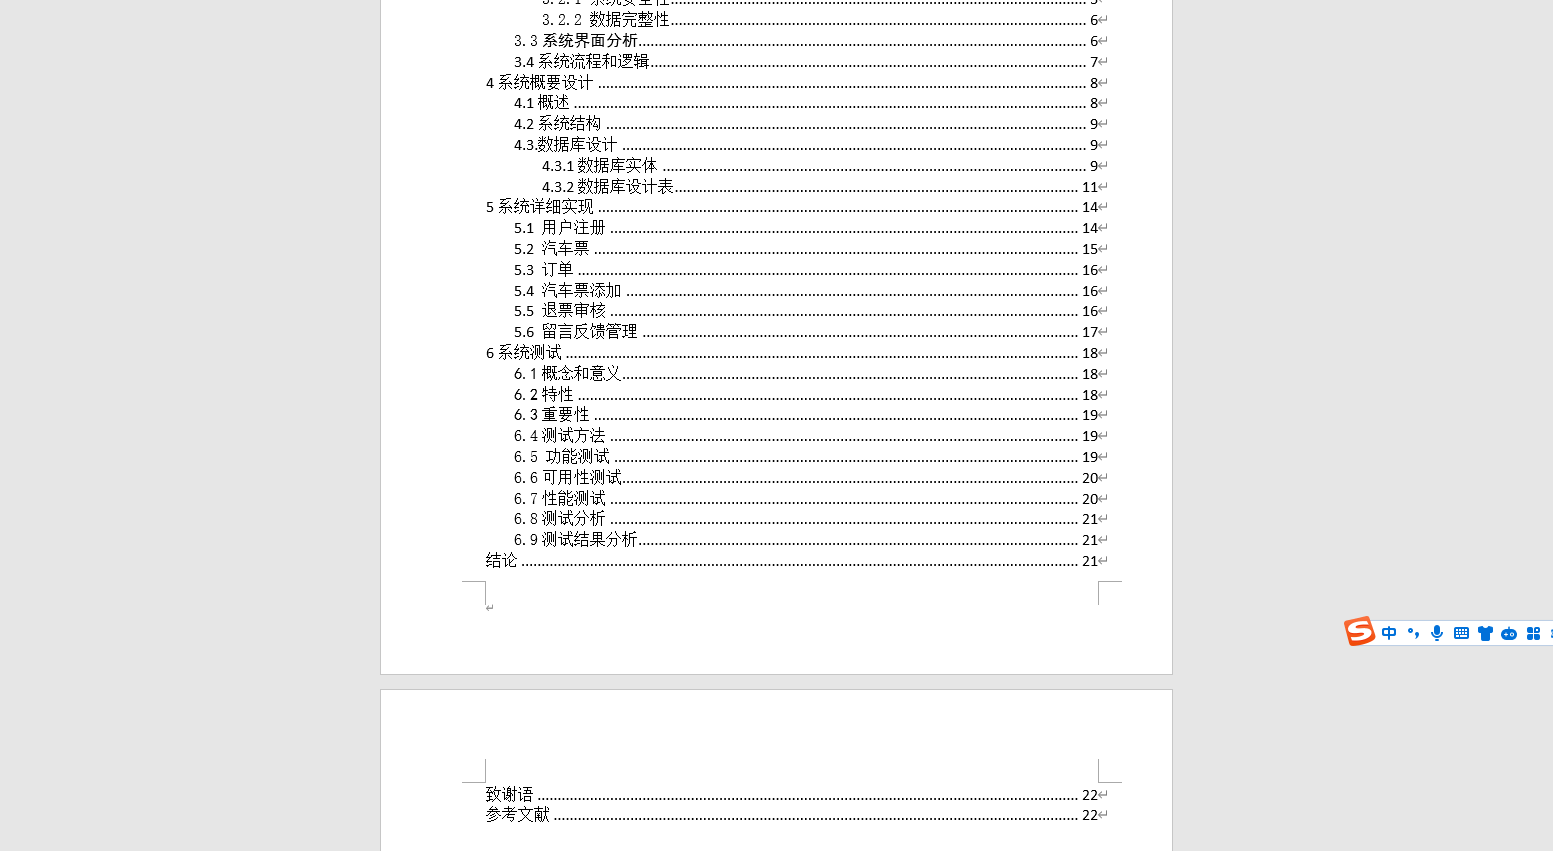 3.2.1 系统安全性 5
3.2.2 数据完整性 6
3.3 系统界面分析 6
3.4 系统流程和逻辑 7
4 系统概要设计 8
4.1 概述 8
4.2 系统结构 9
4.3.数据库设计 9
4.3.1 数据库实体 9
4.3.2 数据库设计表 11
5 系统详细实现 14
5.1 用户注册 14
5.2 汽车票 15
5.3 订单 16
5.4 汽车票添加 16
5.5 退票审核 16
5.6 留言反馈管理 17
6 系统测试 18
6.1 概念和意义 18
6.2 特性 18
6.3 重要性 19
6.4 测试方法 19
6.5 功能测试 19
6.6 可用性测试 20
6.7 性能测试 20
6.8 测试分析 21
6.9 测试结果分析 21
结论 21
S 中
致谢语 22
参考文献 22